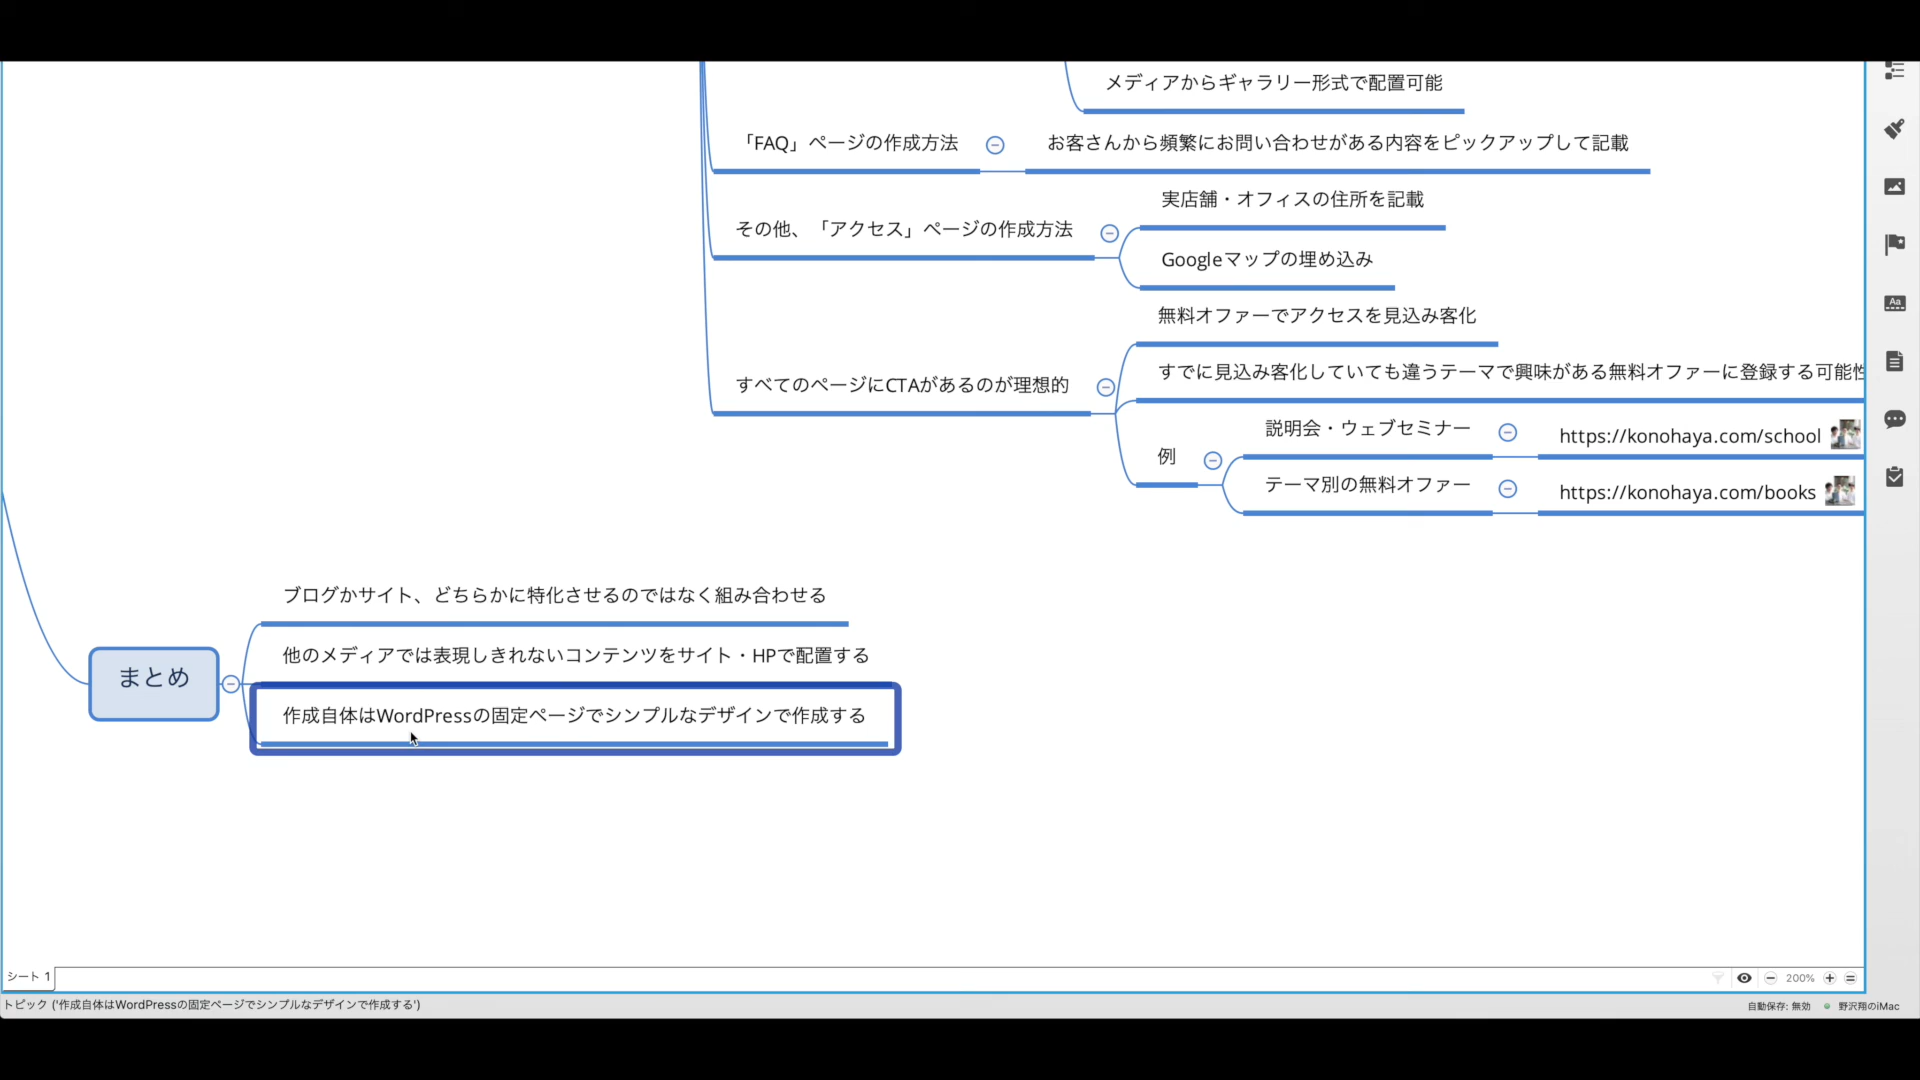 メディアからギャラリー形式で配置可能
「FAQ」ページの作成方法
お客さんから頻繁にお問い合わせがある内容をピックアップして記載
その他、「アクセス」ページの作成方法
実店舗・オフィスの住所を記載
Googleマップの埋め込み
すべてのページにCTAがあるのが理想的
無料オファーでアクセスを見込み客化
すでに見込み客化していても違うテーマで興味がある無料オファーに登録する可能性
例
説明会・ウェブセミナー
https://konohaya.com/school
テーマ別の無料オファー
https://konohaya.com/books
まとめ
ブログかサイト、どちらかに特化させるのではなく組み合わせる
他のメディアでは表現しきれないコンテンツをサイト・HPで配置する
作成自体はWordPressの固定ページでシンプルなデザインで作成する
シート 1
200%
トピック ('作成自体はWordPressの固定ページでシンプルなデザインで作成する')
自動保存: 無効
野沢翔のiMac
Aa